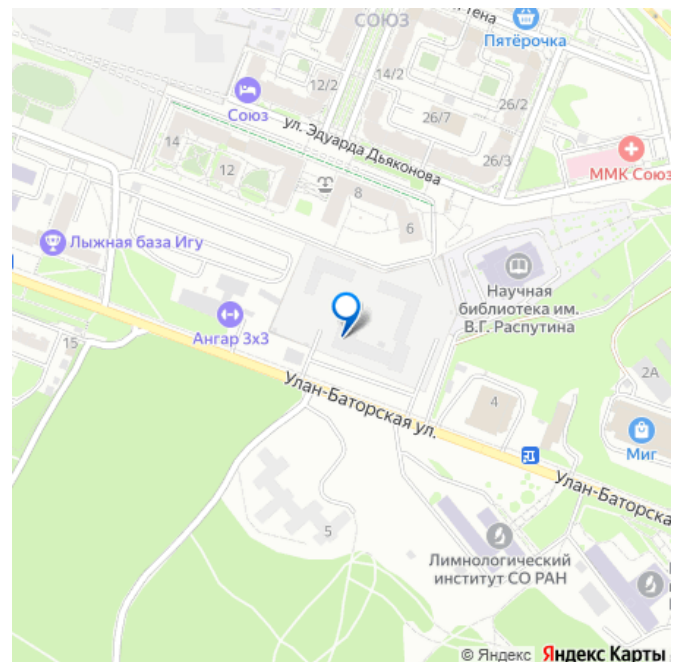 СОЮЗ
Тена
Пятёрочка
12/2
14/2
26/2
Союз
26/7
ул. Эдуарда Дьяконова
14
12
26/3
ММК Союз
8
6
Лыжная база Игу
Научная
библиотека им.
В.Г. Распутина
Ангар 3x3
15
2А
Улан-Баторская ул.
4
Миг
Улан-Баторска
5
Лимнологический
институт СО РАН
© Яндекс Яндекс Карты